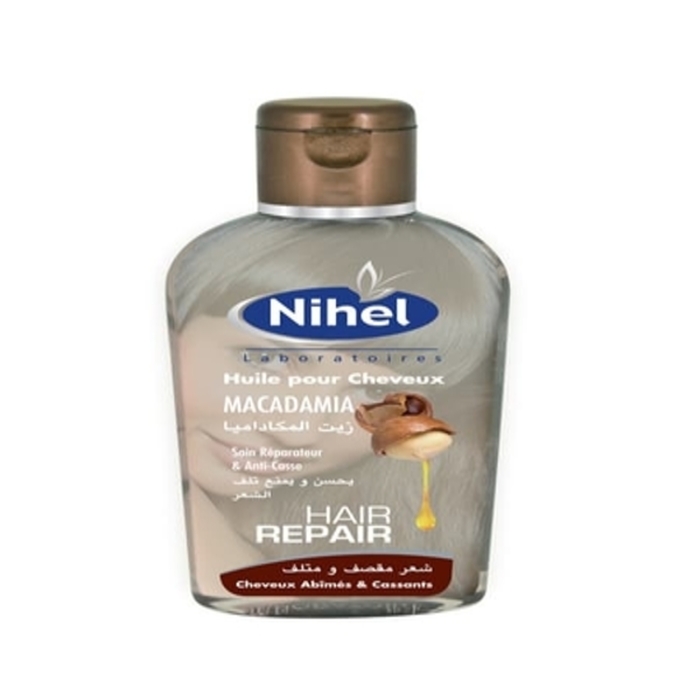 Nihel
Laboratoires
Huile pour Cheveux
MACADAMIA
زيت المكاداميا
Soin Réparateur
& Anti-Casse
يحسن و يمنع تلف
الشعر
HAIR
REPAIR
شعر مقصف و متلف
Cheveux Abîmés & Cassants